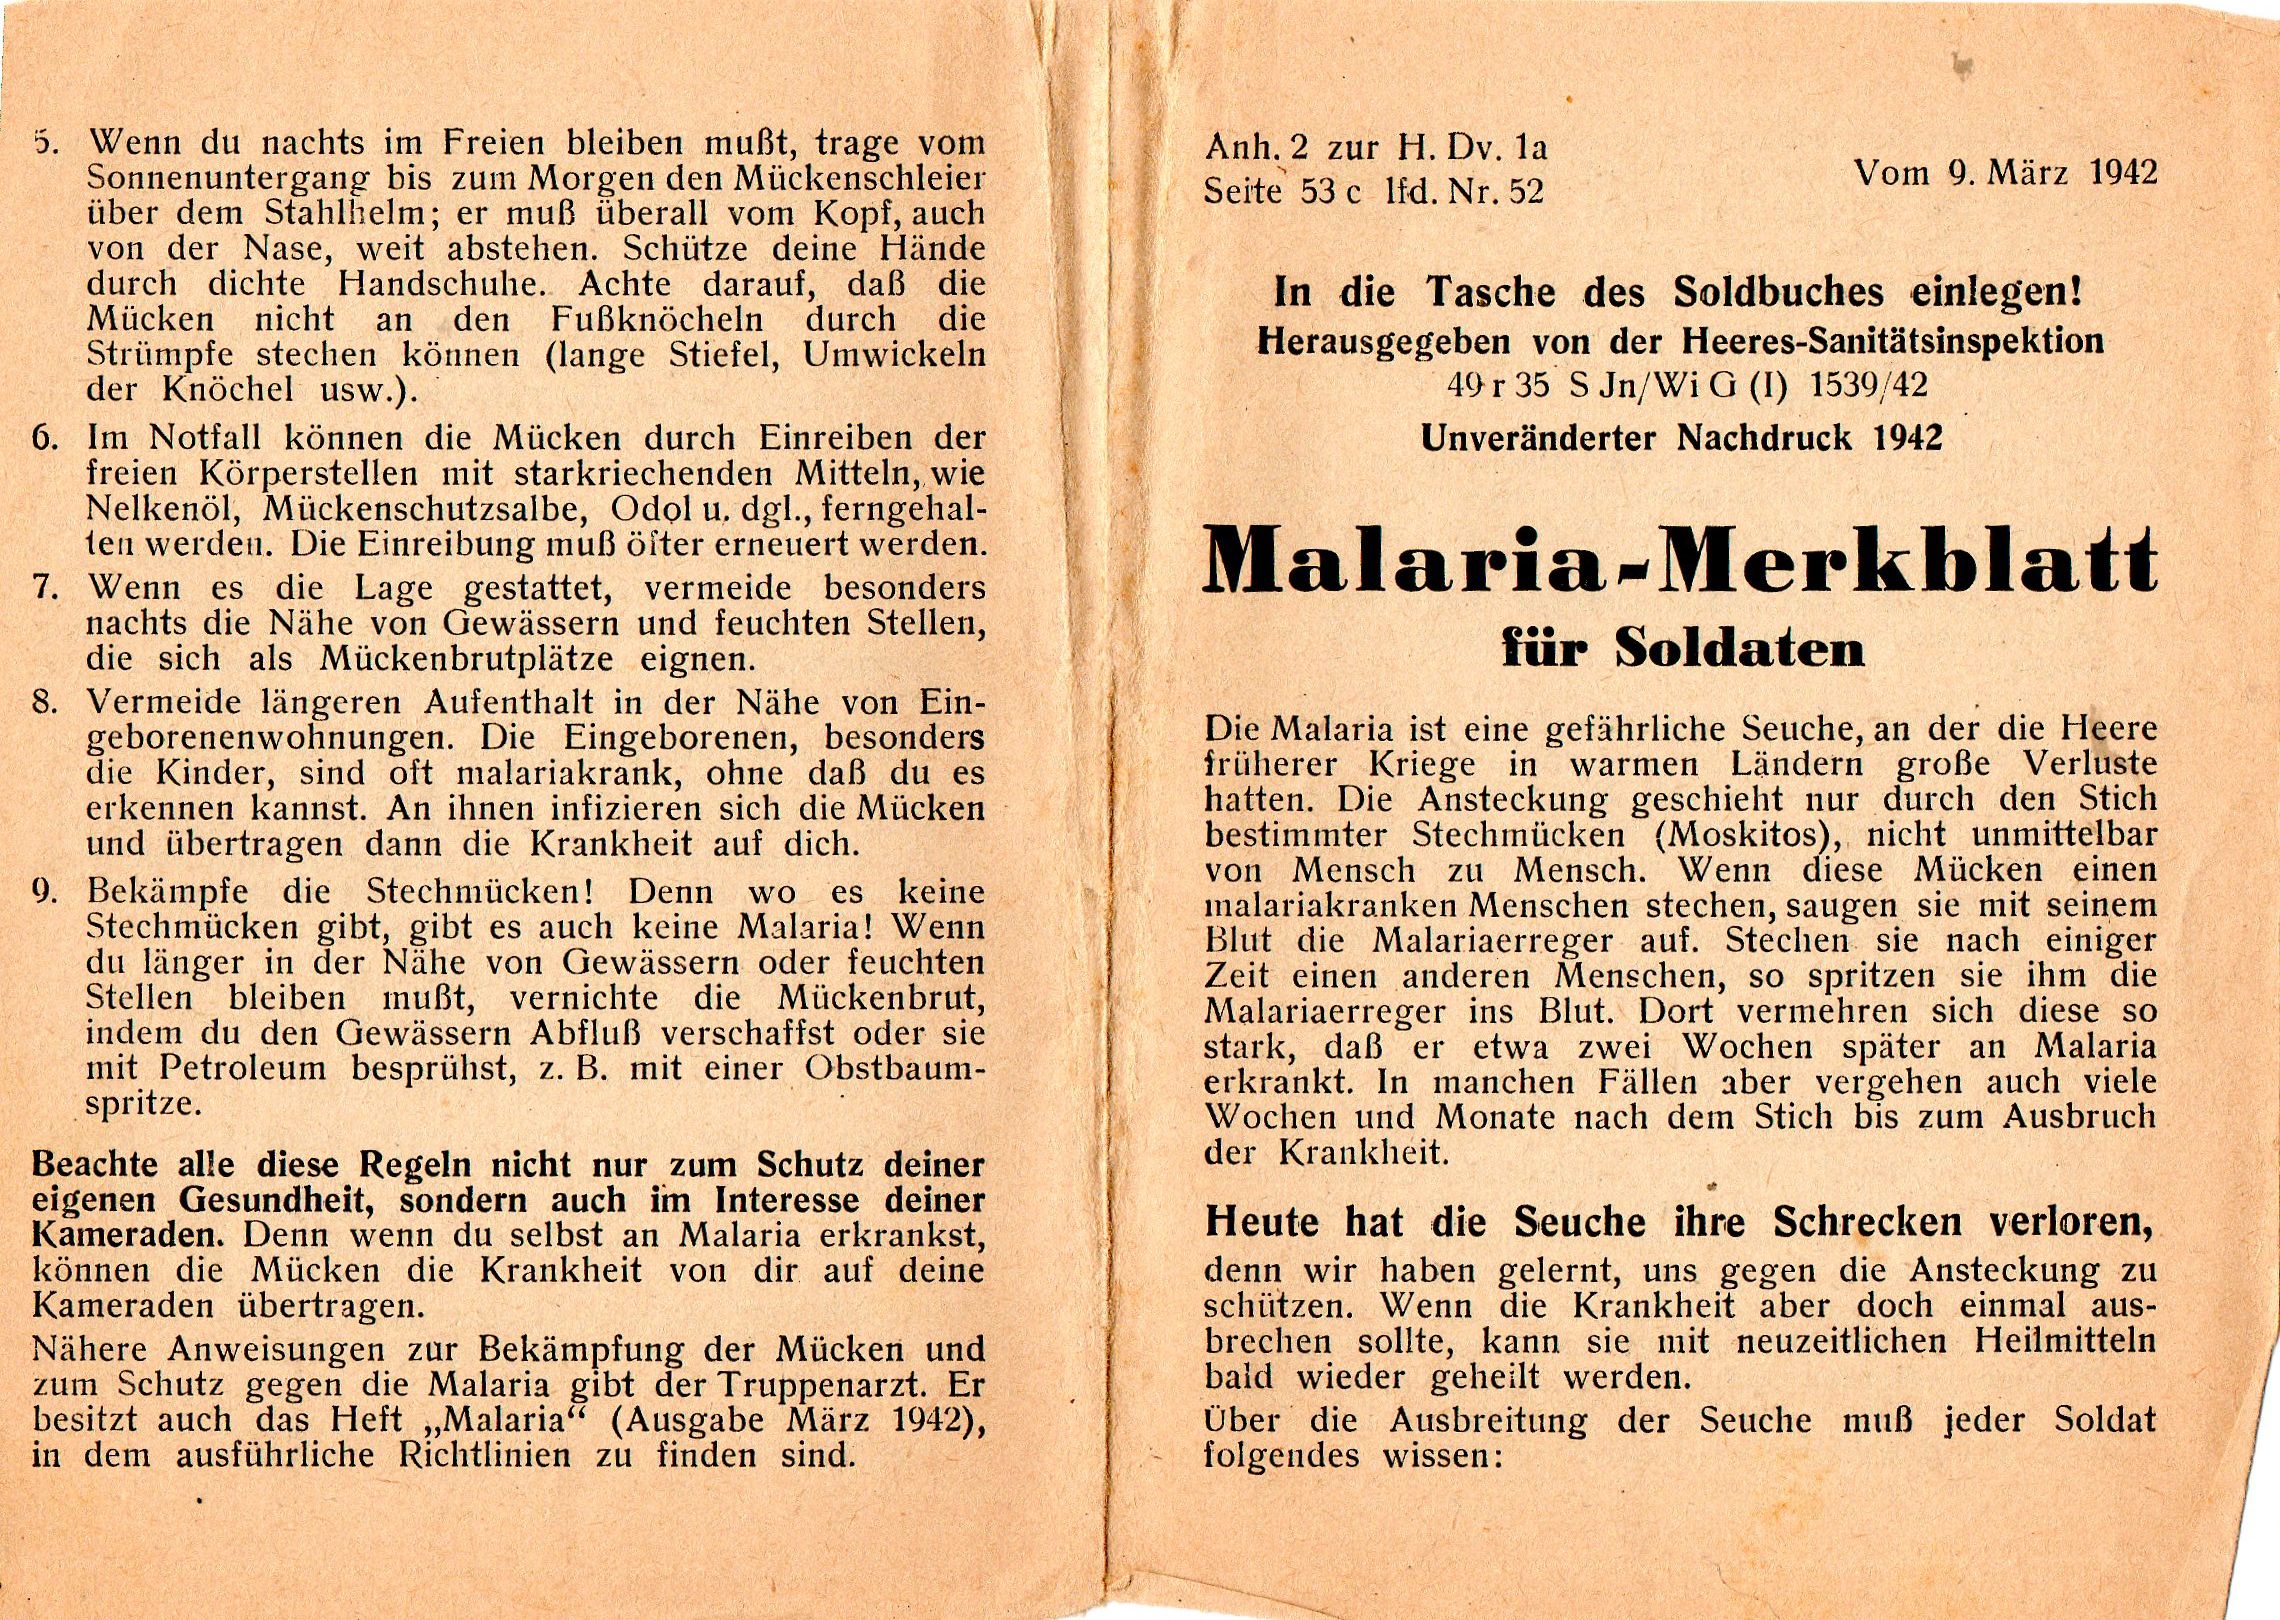 5. Wenn du nachts im Freien bleiben mußt, trage vom
Sonnenuntergang bis zum Morgen den Mückenschleier
über dem Stahlhelm; er muß überall vom Kopf, auch
von der Nase, weit abstehen. Schütze deine Hände
durch dichte Handschuhe. Achte darauf, daß die
Mücken nicht an den Fußknöcheln durch die
Strümpfe stechen können (lange Stiefel, Umwickeln
der Knöchel usw.).
6. Im Notfall können die Mücken durch Einreiben der
freien Körperstellen mit starkriechenden Mitteln, wie
Nelkenöl, Mückenschutzsalbe, Odol u. dgl., ferngehal-
ten werden. Die Einreibung muß öfter erneuert werden.
7. Wenn es die Lage gestattet, vermeide besonders
nachts die Nähe von Gewässern und feuchten Stellen,
die sich als Mückenbrutplätze eignen.
8. Vermeide längeren Aufenthalt in der Nähe von Ein-
geborenenwohnungen. Die Eingeborenen, besonders
die Kinder, sind oft malariakrank, ohne daß du es
erkennen kannst. An ihnen infizieren sich die Mücken
und übertragen dann die Krankheit auf dich.
9. Bekämpfe die Stechmücken! Denn wo es keine
Stechmücken gibt, gibt es auch keine Malaria! Wenn
du länger in der Nähe von Gewässern oder feuchten
Stellen bleiben mußt, vernichte die Mückenbrut,
indem du den Gewässern Abfluß verschaffst oder sie
mit Petroleum besprühst, z. B. mit einer Obstbaum-
spritze.
Beachte alle diese Regeln nicht nur zum Schutz deiner
eigenen Gesundheit, sondern auch im Interesse deiner
Kameraden. Denn wenn du selbst an Malaria erkrankst,
können die Mücken die Krankheit von dir auf deine
Kameraden übertragen.
Nähere Anweisungen zur Bekämpfung der Mücken und
zum Schutz gegen die Malaria gibt der Truppenarzt. Er
besitzt auch das Heft „Malaria“ (Ausgabe März 1942),
in dem ausführliche Richtlinien zu finden sind.
Anh. 2 zur H. Dv. 1a
Seite 53 c lfd. Nr. 52
Vom 9. März 1942
In die Tasche des Soldbuches einlegen!
Herausgegeben von der Heeres-Sanitätsinspektion
49 r 35 S Jn/Wi G (I) 1539/42
Unveränderter Nachdruck 1942
Malaria-Merkblatt
für Soldaten
Die Malaria ist eine gefährliche Seuche, an der die Heere
früherer Kriege in warmen Ländern große Verluste
hatten. Die Ansteckung geschieht nur durch den Stich
bestimmter Stechmücken (Moskitos), nicht unmittelbar
von Mensch zu Mensch. Wenn diese Mücken einen
malariakranken Menschen stechen, saugen sie mit seinem
Blut die Malariaerreger auf. Stechen sie nach einiger
Zeit einen anderen Menschen, so spritzen sie ihm die
Malariaerreger ins Blut. Dort vermehren sich diese so
stark, daß er etwa zwei Wochen später an Malaria
erkrankt. In manchen Fällen aber vergehen auch viele
Wochen und Monate nach dem Stich bis zum Ausbruch
der Krankheit.
Heute hat die Seuche ihre Schrecken verloren,
denn wir haben gelernt, uns gegen die Ansteckung zu
schützen. Wenn die Krankheit aber doch einmal aus-
brechen sollte, kann sie mit neuzeitlichen Heilmitteln
bald wieder geheilt werden.
Über die Ausbreitung der Seuche muß jeder Soldat
folgendes wissen: